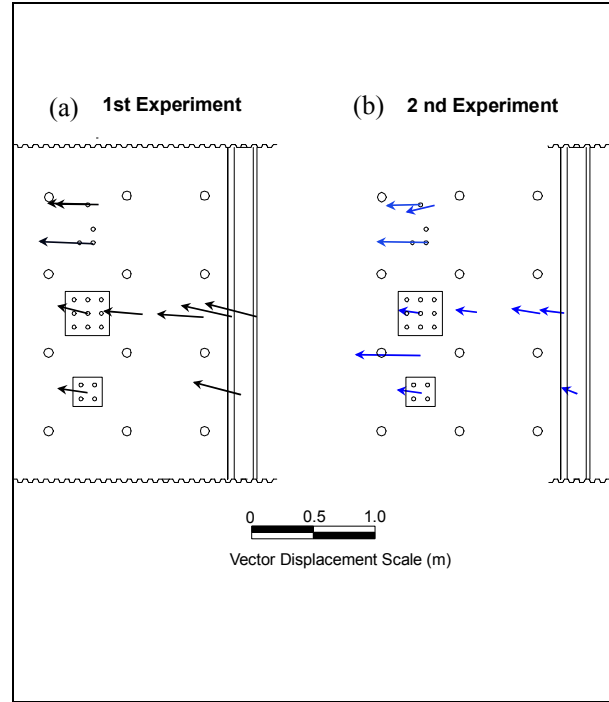 (a) 1st Experiment
(b) 2 nd Experiment
0 0.5 1.0
Vector Displacement Scale (m)